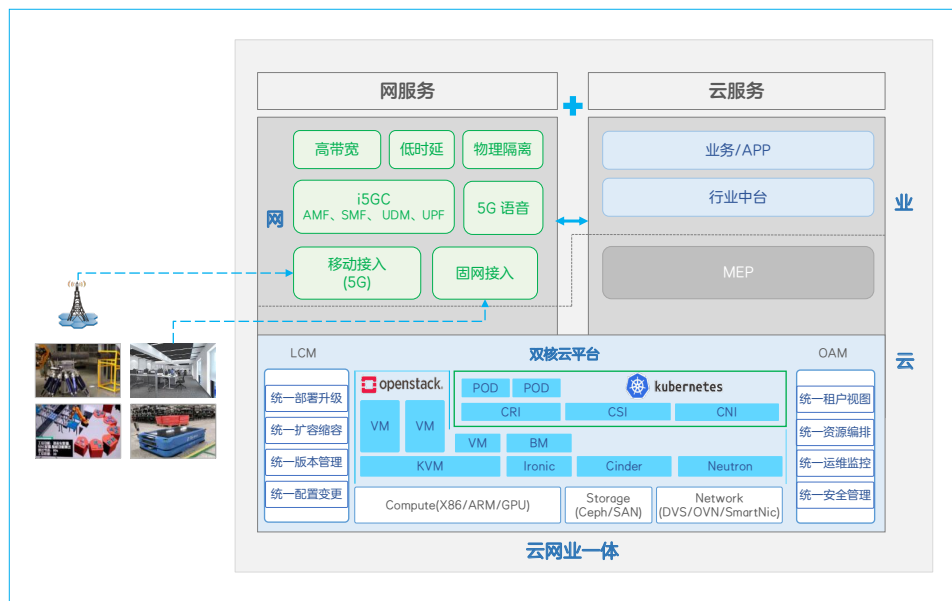 网服务
云服务
高带宽
低时延
物理隔离
i5GC
AMF、SMF、UDM、UPF
5G 语音
移动接入
(5G)
固网接入
网
业务/APP
行业中台
MEP
业
云
LCM
双核云平台
OAM
统一部署升级
统一扩容缩容
统一版本管理
统一配置变更
openstack.
VM
VM
POD
POD
kubernetes
CRI
CSI
CNI
VM
BM
KVM
Ironic
Cinder
Neutron
Compute(X86/ARM/GPU)
Storage
(Ceph/SAN)
Network
(DVS/OVN/SmartNic)
统一租户视图
统一资源编排
统一运维监控
统一安全管理
云网业一体